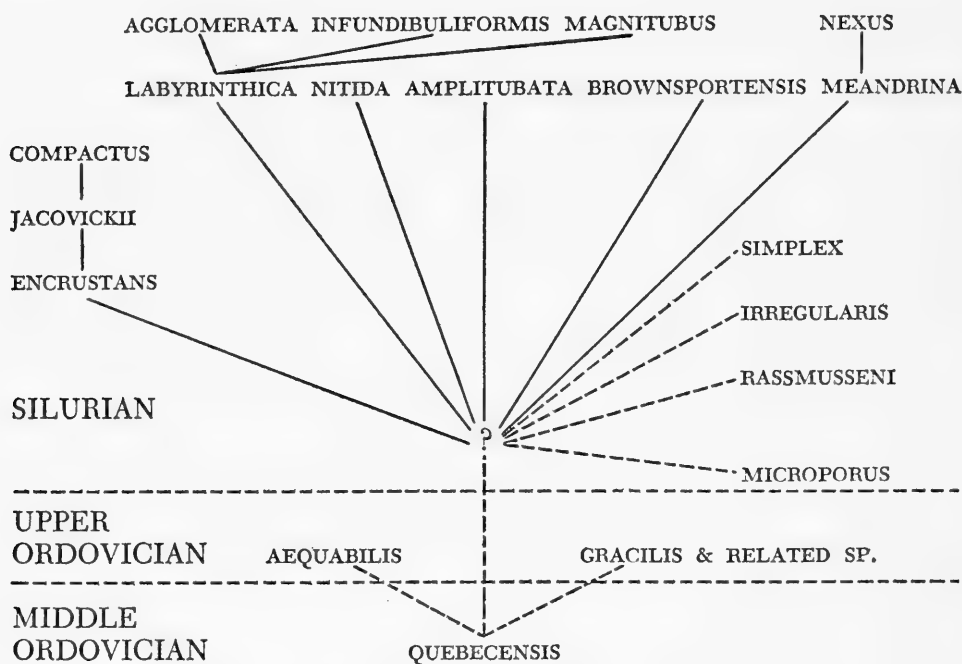 AGGLOMERATA INFUNDIBULIFORMIS MAGNITUBUS NEXUS
LABYRINTHICA NITIDA AMPLITUBATA BROWNSPORTENSIS MEANDRINA
COMPACTUS
JACOVICKII
SIMPLEX
ENCRUSTANS
IRREGULARIS
RASSMUSSENI
SILURIAN
?
MICROPORUS
UPPER
ORDOVICIAN
AEQUABILIS
GRACILIS & RELATED SP.
MIDDLE
ORDOVICIAN
QUEBECENSIS